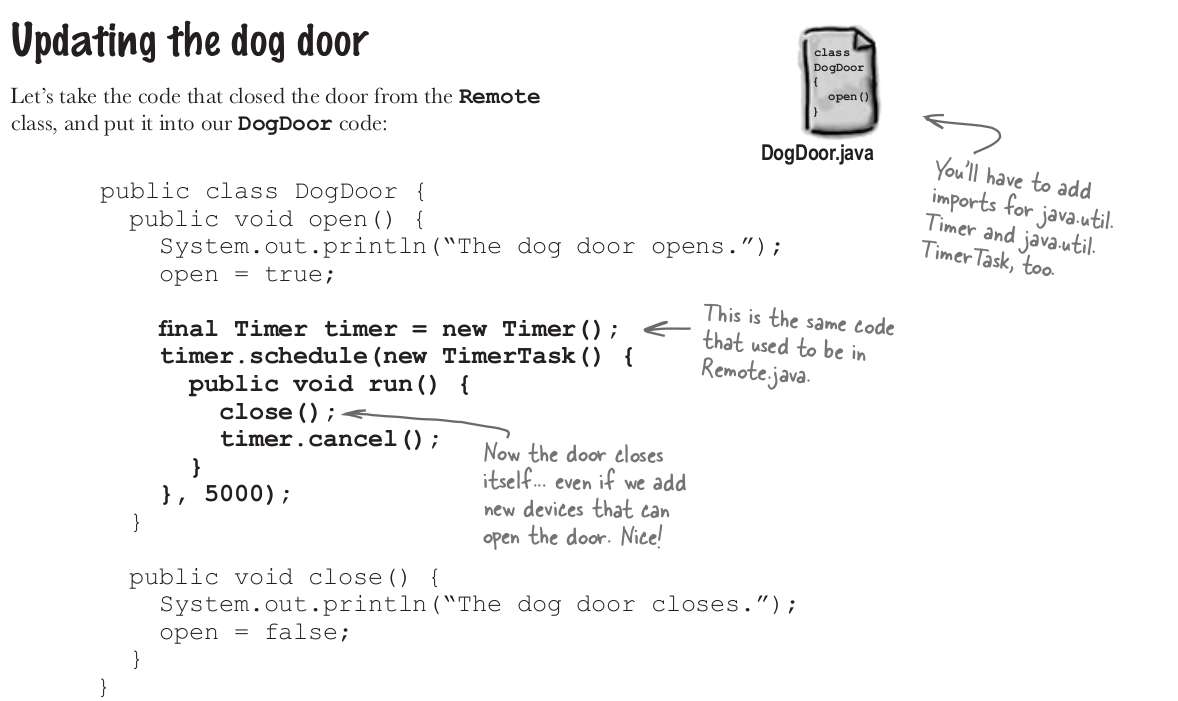 Updating the dog door
Let’s take the code that closed the door from the Remote
class, and put it into our DogDoor code:
class
DogDoor
{
open()
}
DogDoor.java
You'll have to add
imports for java.util.
Timer and java.util.
TimerTask, too.
public class DogDoor {
public void open() {
System.out.println(“The dog door opens.”);
open = true;
final Timer timer = new Timer();
timer.schedule(new TimerTask() {
public void run() {
close();
timer.cancel();
}
}, 5000);
}
This is the same code
that used to be in
Remote.java.
Now the door closes
itself... even if we add
new devices that can
open the door. Nice!
public void close() {
System.out.println(“The dog door closes.”);
open = false;
}
}